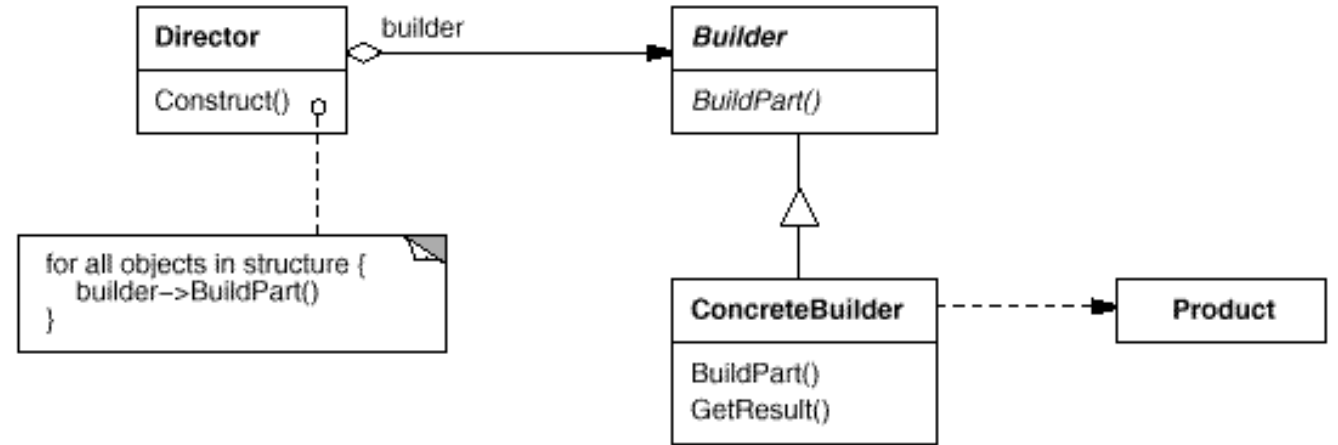 Director
builder
Builder
Construct()
BuildPart()
for all objects in structure {
builder->BuildPart()
}
ConcreteBuilder
Product
BuildPart()
GetResult()